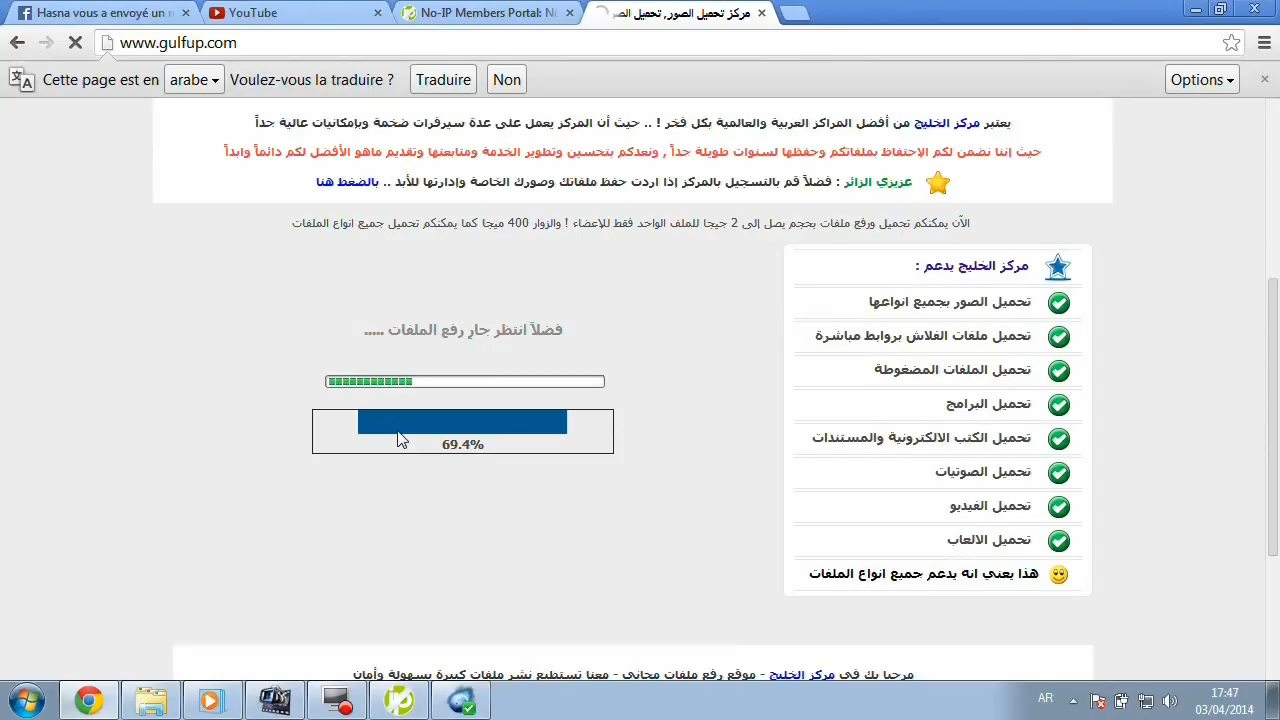 Hasna vous a envoyé un
YouTube
No-IP Members Portal:
مركز تحميل الصور, تحميل
www.gulfup.com
Cette page est en arabe Voulez-vous la traduire ? Traduire Non Options
يعتبر مركز الخليج من أفضل المراكز العربية والعالمية بكل فخر ! .. حيث أن المركز يعمل على عدة سيرفرات ضخمة وبإمكانيات عالية جداً
حيث إننا نضمن لكم الإحتفاظ بملفاتكم وحفظها لسنوات طويلة جداً , ونعدكم بتحسين وتطوير الخدمة ومتابعتها وتقديم ماهو الأفضل لكم دائماً وابداً
عزيزي الزائر : فضلاً قم بالتسجيل بالمركز إذا اردت حفظ ملفاتك وصورك الخاصة وإدارتها للأبد .. بالضغط هنا
الآن يمكنكم تحميل ورفع ملفات بحجم يصل إلى 2 جيجا للملف الواحد فقط للإعضاء ! والزوار 400 ميجا كما يمكنكم تحميل جميع انواع الملفات
مركز الخليج يدعم :
تحميل الصور بجميع انواعها
تحميل ملفات الفلاش بروابط مباشرة
تحميل الملفات المضغوطة
تحميل البرامج
تحميل الكتب الالكترونية والمستندات
تحميل الصوتيات
تحميل الفيديو
تحميل الالعاب
هذا يعني انه يدعم جميع انواع الملفات
فضلاً انتظر جارٍ رفع الملفات .....
69.4%
مرحبا بك في مركز الخليج - موقع رفع ملفات مجاني - معنا تستطيع نشر ملفات كبيرة بسهولة وأمان
AR
17:47
03/04/2014